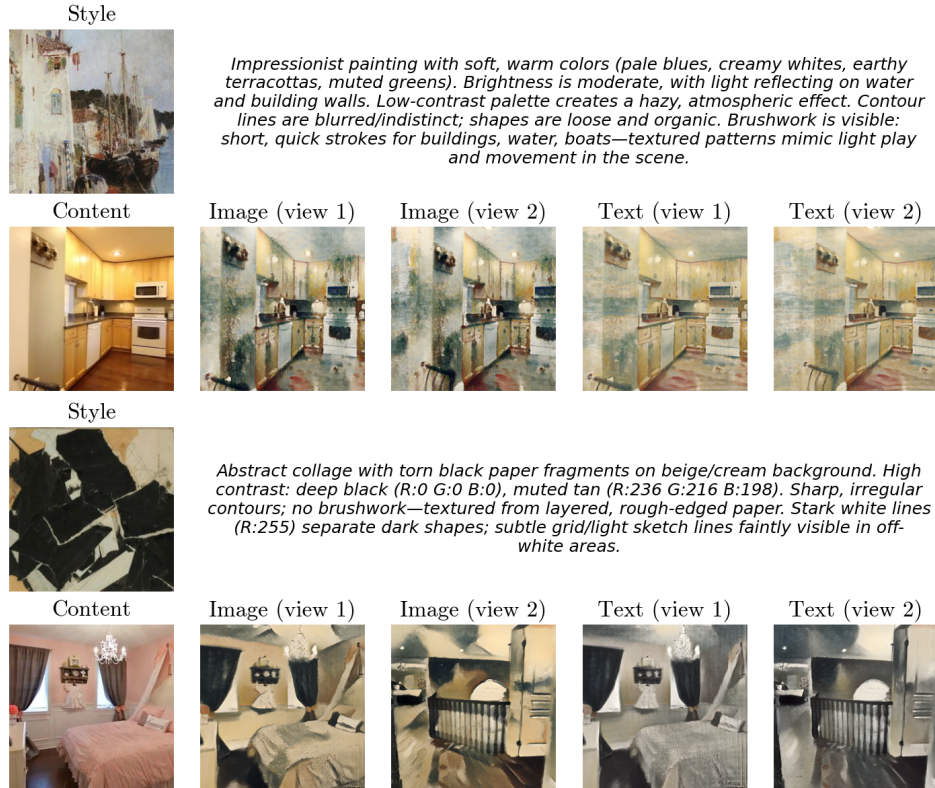 Style
Impressionist painting with soft, warm colors (pale blues, creamy whites, earthy
terracottas, muted greens). Brightness is moderate, with light reflecting on water
and building walls. Low-contrast palette creates a hazy, atmospheric effect. Contour
lines are blurred/indistinct; shapes are loose and organic. Brushwork is visible:
short, quick strokes for buildings, water, boats—textured patterns mimic light play
and movement in the scene.
Content Image (view 1) Image (view 2) Text (view 1) Text (view 2)
Style
Abstract collage with torn black paper fragments on beige/cream background. High
contrast: deep black (R:0 G:0 B:0), muted tan (R:236 G:216 B:198). Sharp, irregular
contours; no brushwork—textured from layered, rough-edged paper. Stark white lines
(R:255) separate dark shapes; subtle grid/light sketch lines faintly visible in off-
white areas.
Content Image (view 1) Image (view 2) Text (view 1) Text (view 2)